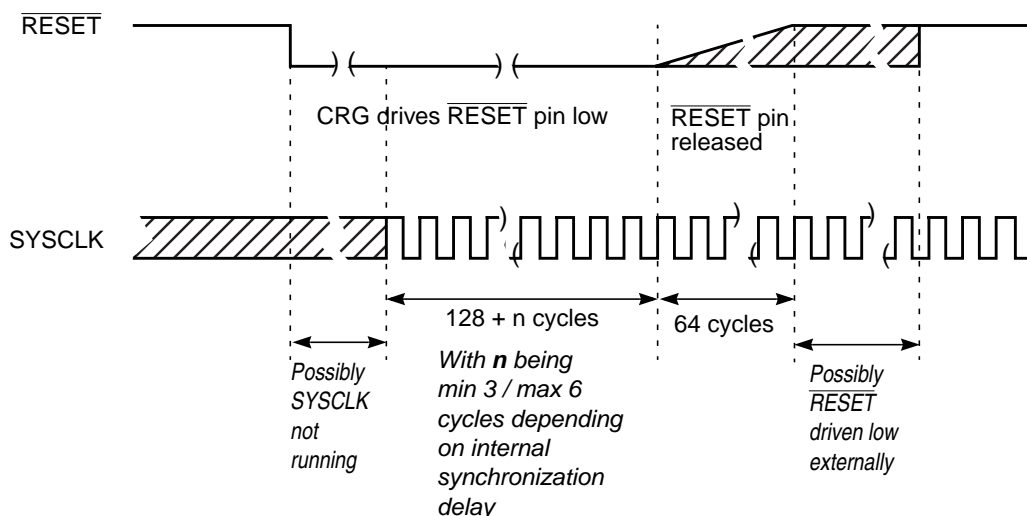 RESET
CRG drives RESET pin low
RESET pin
released
SYSCLK
128 + n cycles
64 cycles
Possibly
SYSCLK
not
running
With n being
min 3 / max 6
cycles depending
on internal
synchronization
delay
Possibly
RESET
driven low
externally